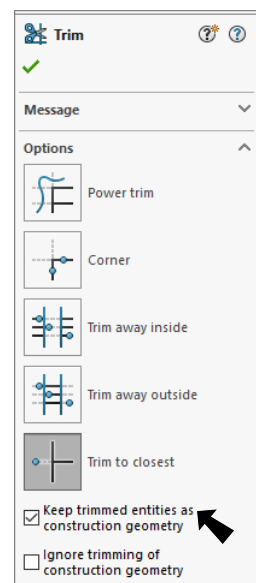 Trim
Message
Options
Power trim
Corner
Trim away inside
Trim away outside
Trim to closest
Keep trimmed entities as
construction geometry
Ignore trimming of
construction geometry